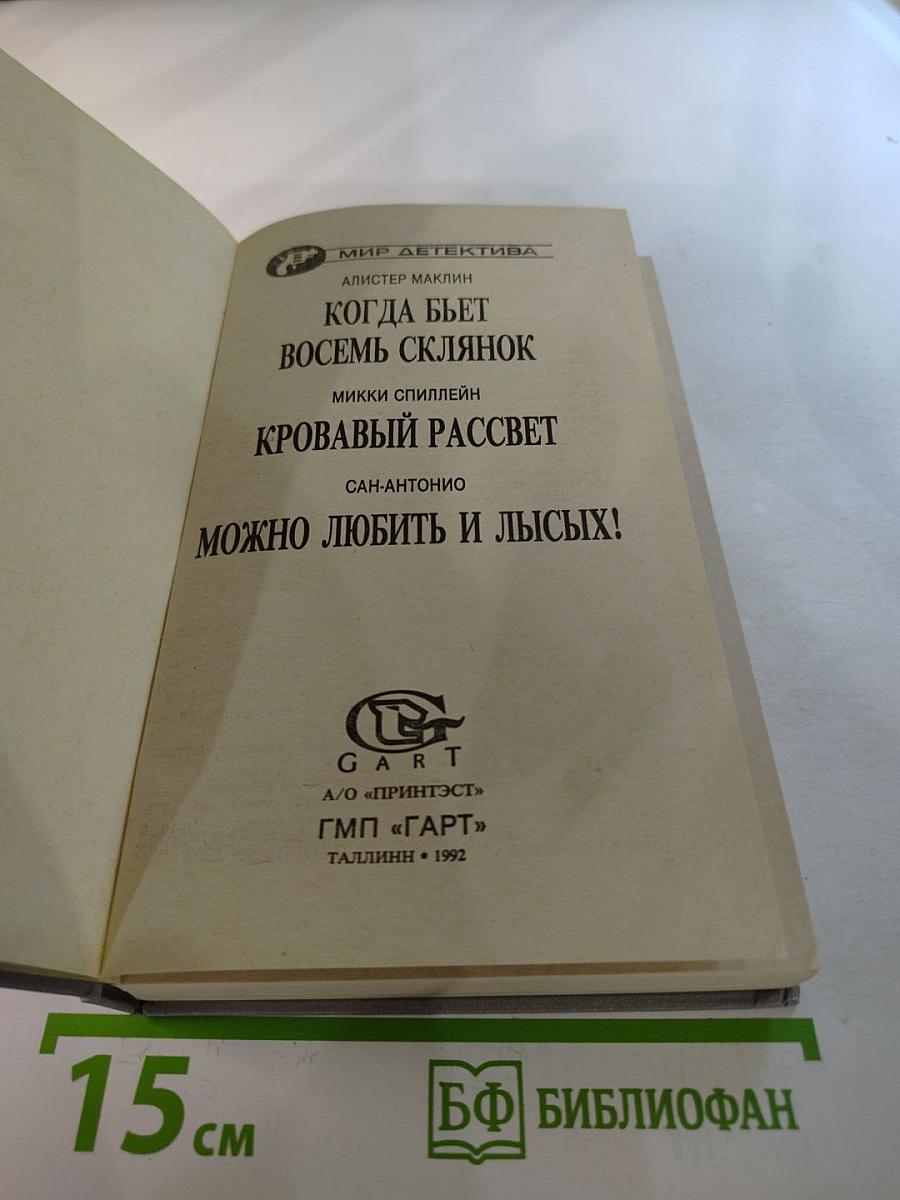 МИР ДЕТЕКТИВА
АЛИСТЕР МАКЛИН
КОГДА БЬЕТ
ВОСЕМЬ СКЛЯНОК
МИККИ СПИЛЛЕЙН
КРОВАВЫЙ РАССВЕТ
САН-АНТОНИО
МОЖНО ЛЮБИТЬ И ЛЫСЫХ!
GART
А/О «ПРИНТЭСТ»
ГМП «ГАРТ»
ТАЛЛИНН • 1992
15 см
БФ БИБЛИОФАН